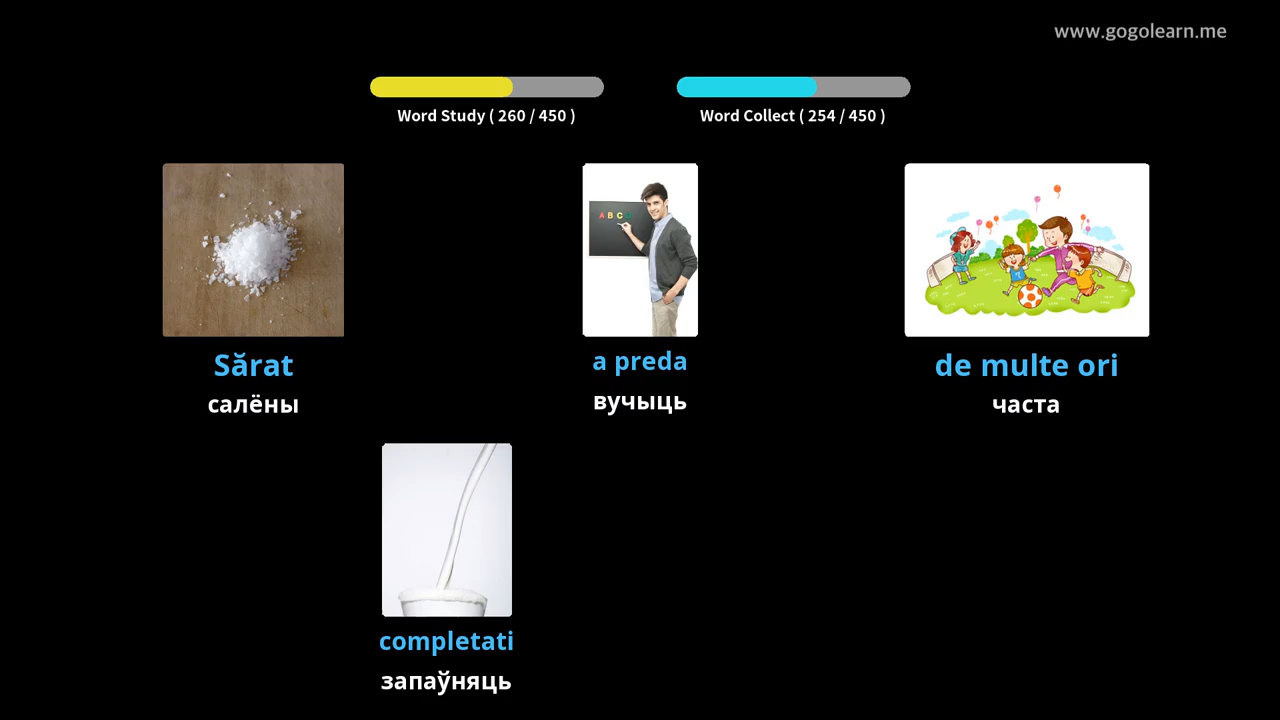 www.gogolearn.me
Word Study ( 260 / 450 )
Word Collect ( 254 / 450 )
A B C D
Sărat
салёны
a preda
вучыць
de multe ori
часта
completati
запаўняць